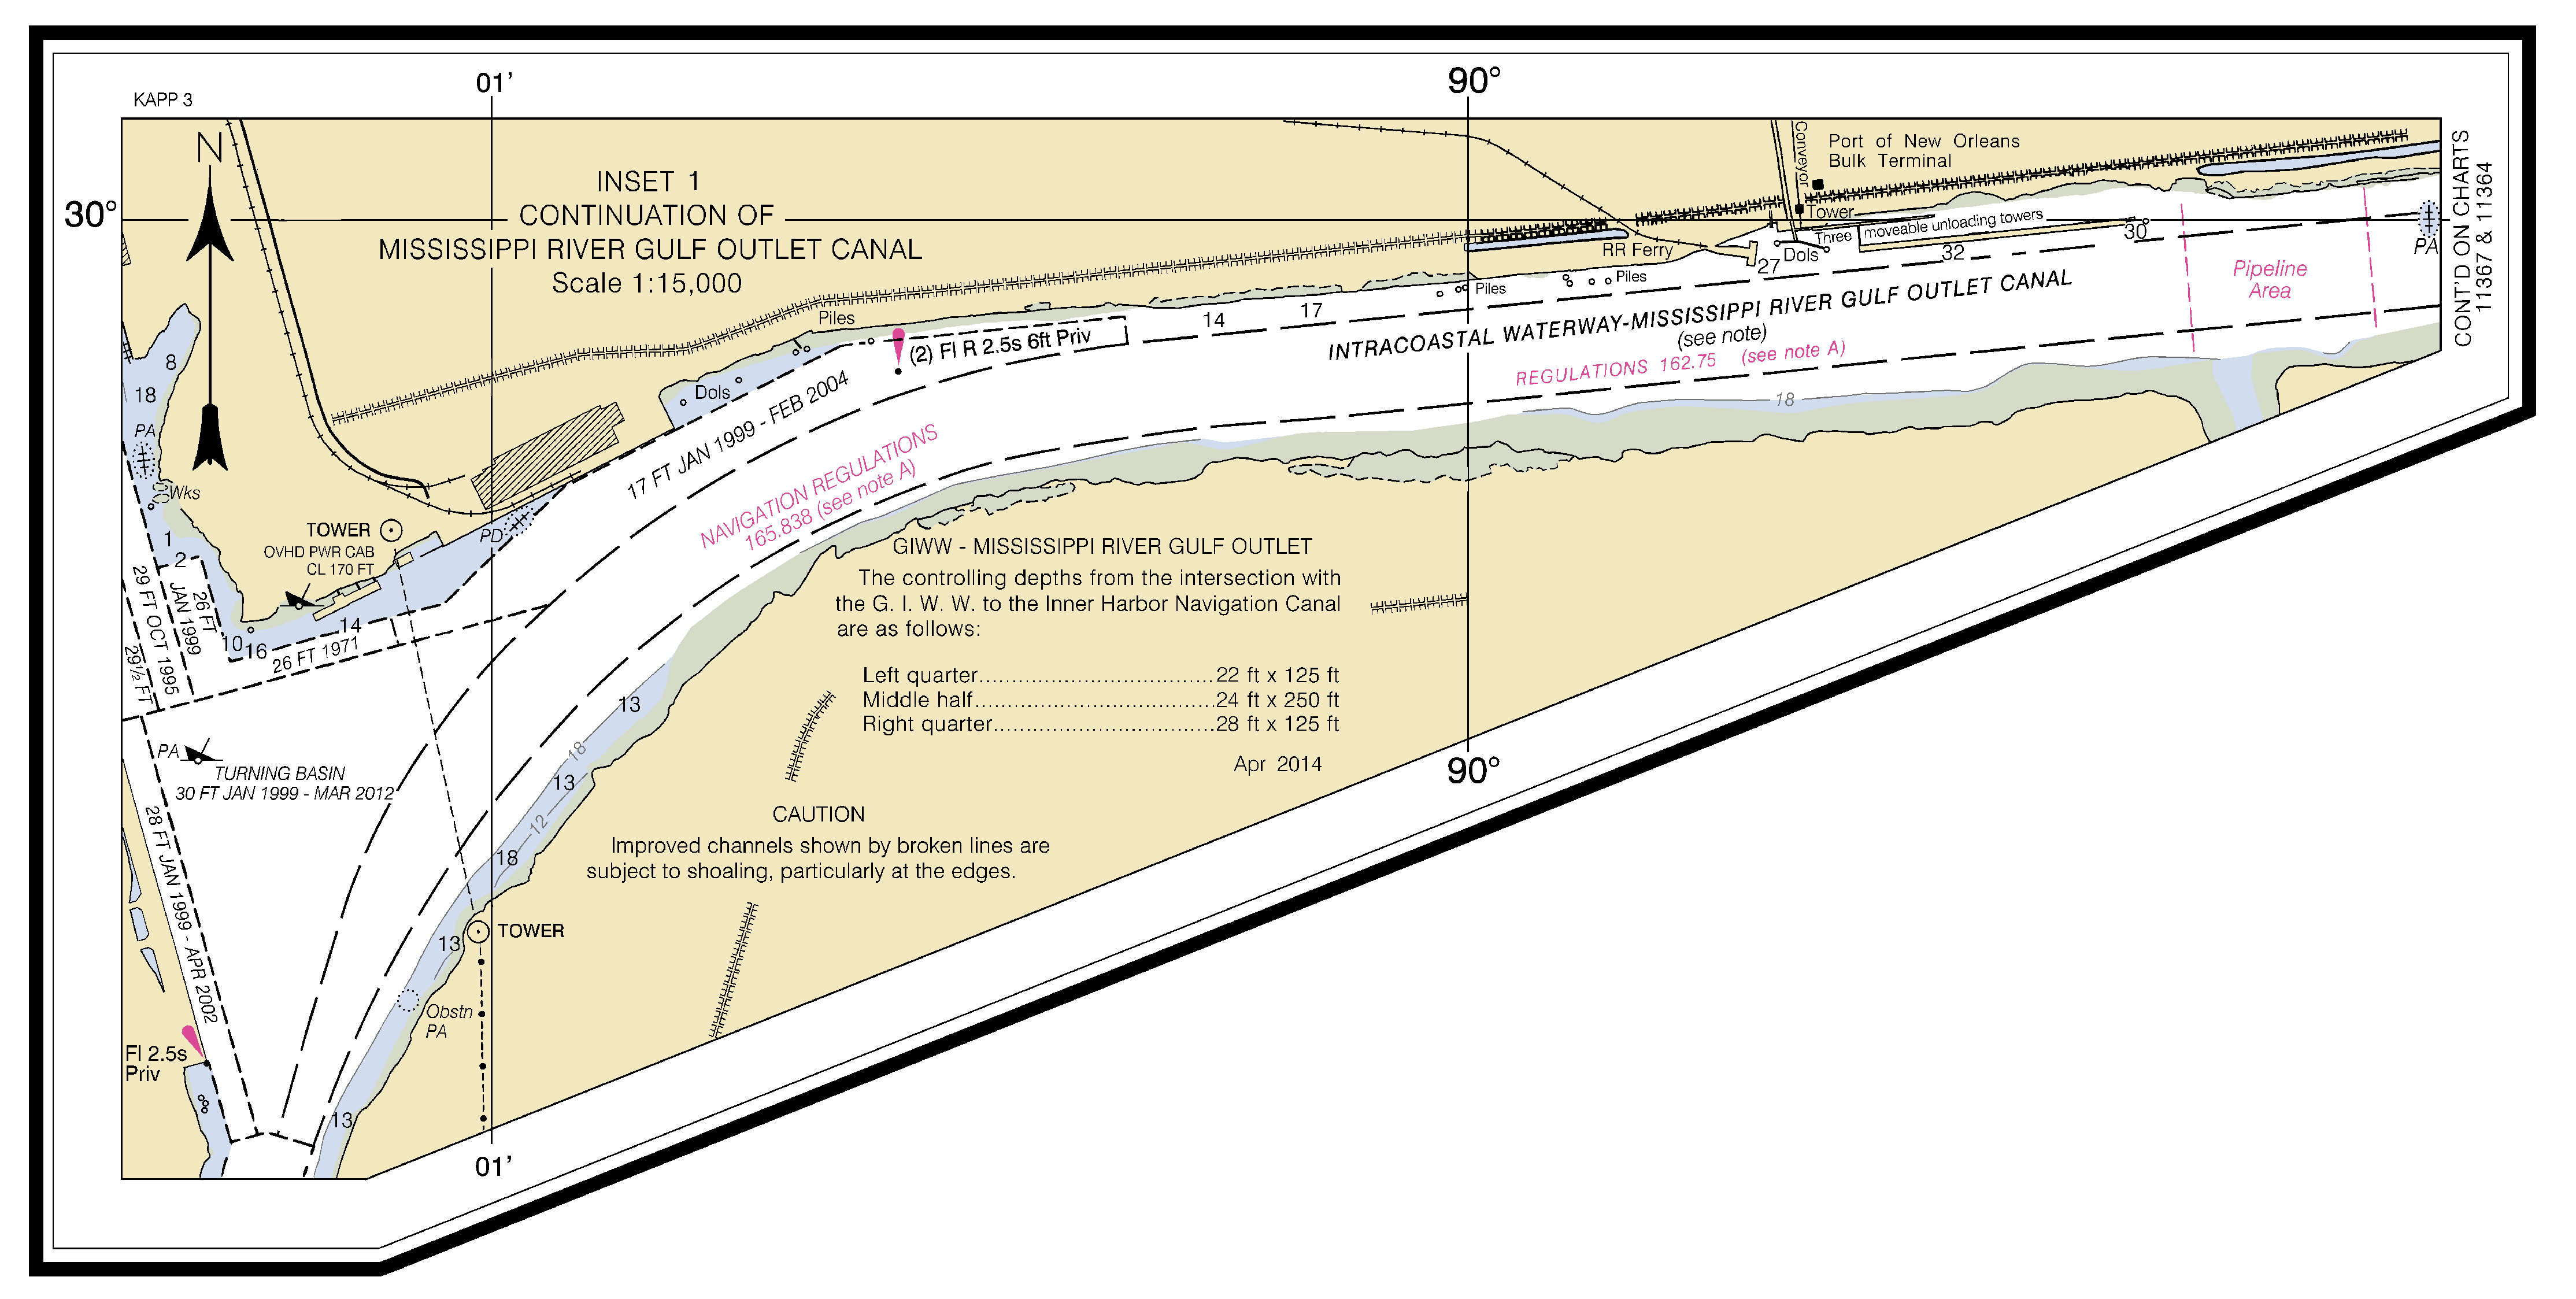 01'
90°
KAPP 3
N
30°
INSET 1
CONTINUATION OF
MISSISSIPPI RIVER GULF OUTLET CANAL
Scale 1:15,000
Conveyor
Port of New Orleans
Bulk Terminal
Tower
Three
moveable unloading towers
30
PA
CONT'D ON CHARTS
11367 & 11364
RR Ferry
27
Dols
32
Pipeline
Area
Piles
Piles
Piles
14
17
INTRACOASTAL WATERWAY-MISSISSIPPI RIVER GULF OUTLET CANAL
(see note)
REGULATIONS 162.75 (see note A)
18
(2) Fl R 2.5s 6ft Priv
Dols
17 FT JAN 1999 - FEB 2004
NAVIGATION REGULATIONS
165.838 (see note A)
8
18
PA
Wks
1
2
TOWER
OVHD PWR CAB
CL 170 FT
PD
29 FT OCT 1995
26 FT
JAN 1999
29½ FT
10
16
14
26 FT 1971
GIWW - MISSISSIPPI RIVER GULF OUTLET
The controlling depths from the intersection with
the G. I. W. W. to the Inner Harbor Navigation Canal
are as follows:
Left quarter....................................22 ft x 125 ft
Middle half.....................................24 ft x 250 ft
Right quarter..................................28 ft x 125 ft
Apr 2014
90°
PA
TURNING BASIN
30 FT JAN 1999 - MAR 2012
28 FT JAN 1999 - APR 2002
13
18
13
12
18
CAUTION
Improved channels shown by broken lines are
subject to shoaling, particularly at the edges.
13
TOWER
Obstn
PA
Fl 2.5s
Priv
13
01'